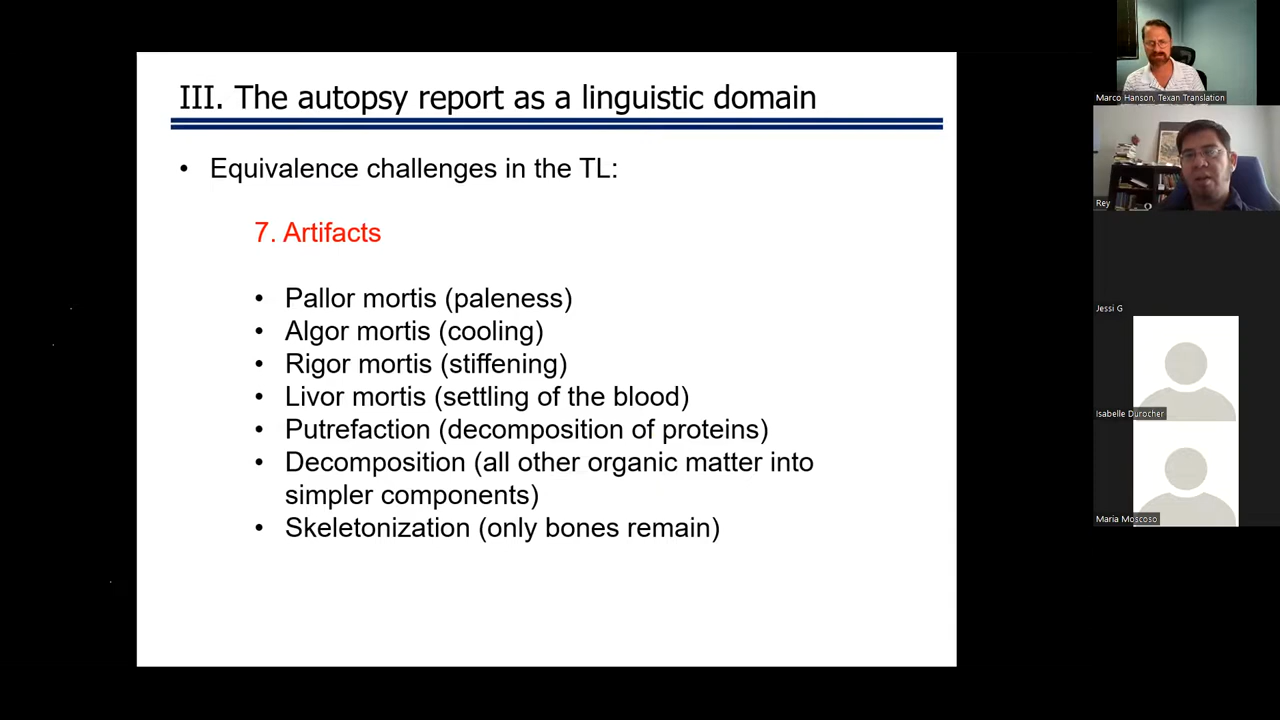 III. The autopsy report as a linguistic domain
• Equivalence challenges in the TL:
7. Artifacts
• Pallor mortis (paleness)
• Algor mortis (cooling)
• Rigor mortis (stiffening)
• Livor mortis (settling of the blood)
• Putrefaction (decomposition of proteins)
• Decomposition (all other organic matter into
simpler components)
• Skeletonization (only bones remain)
Marco Hanson, Texan Translation
Rey
Jessi G
Isabelle Durocher
Maria Moscoso